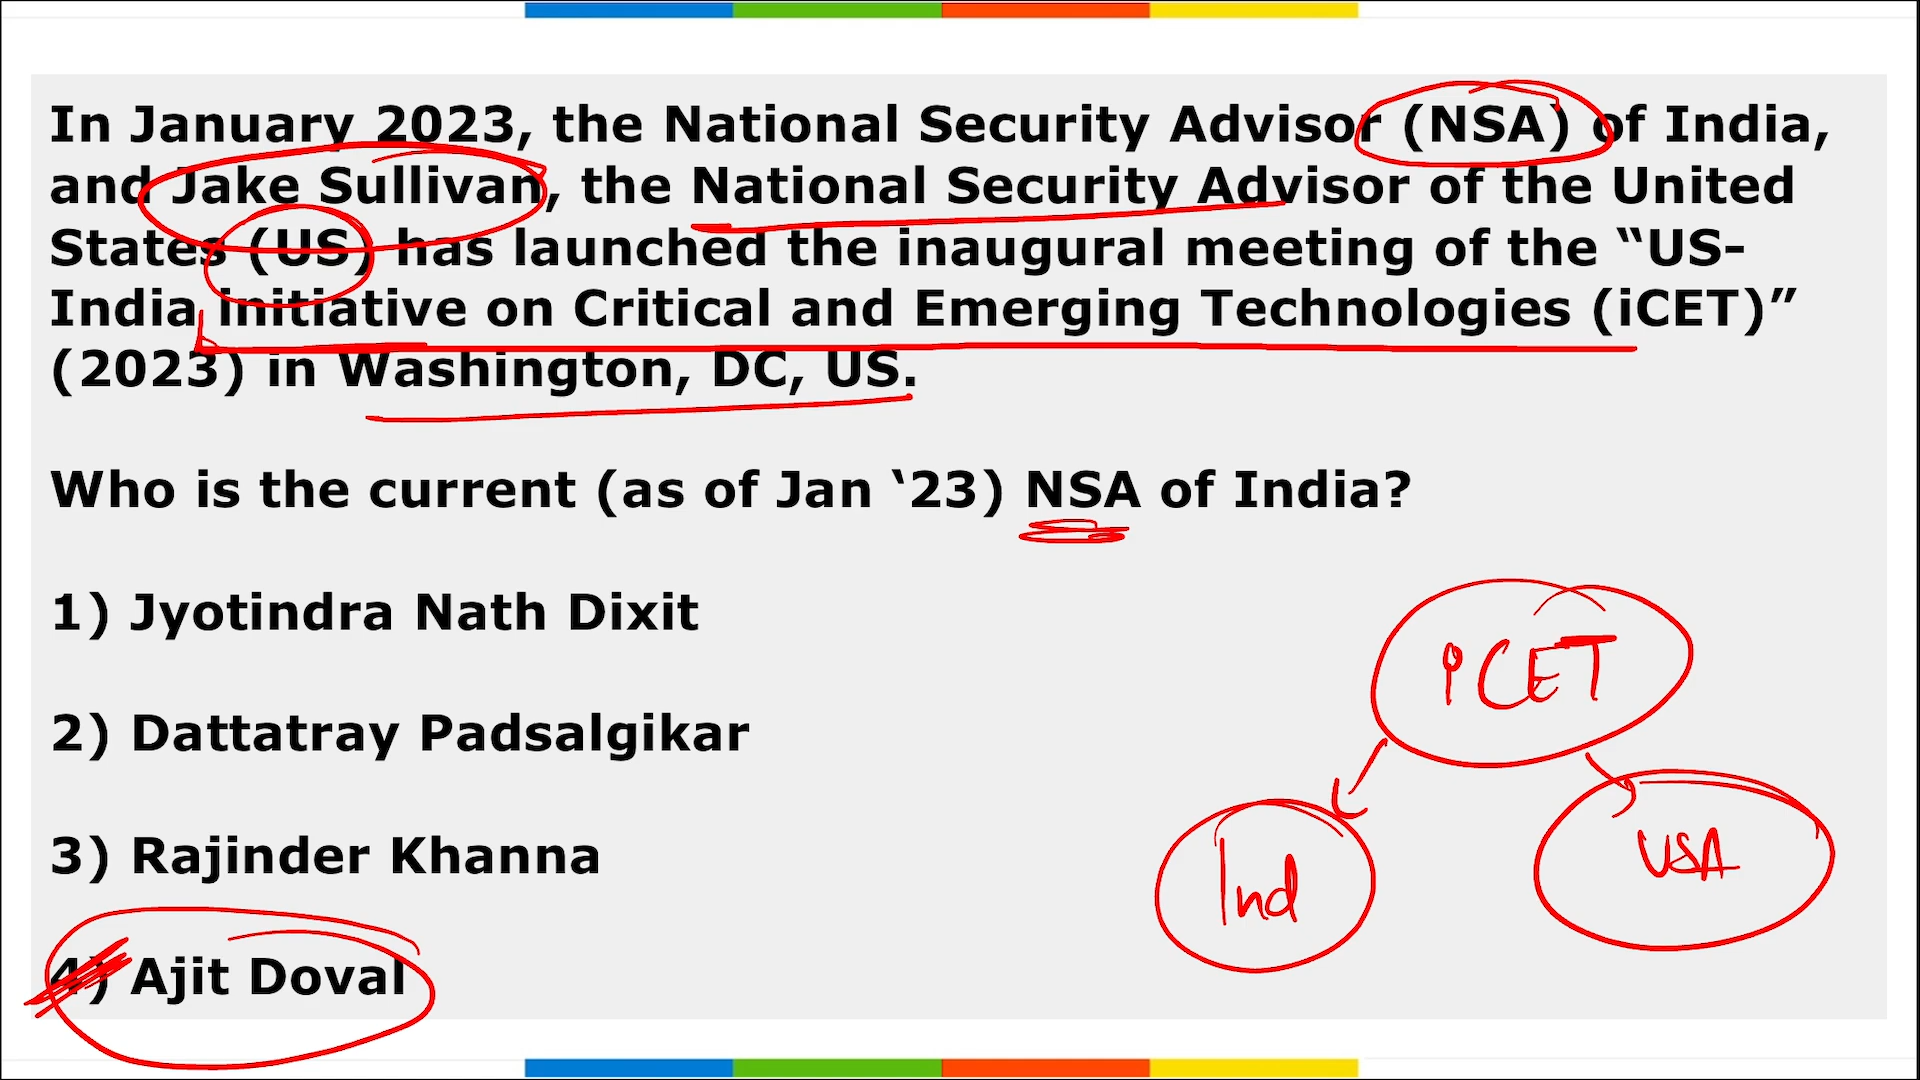 In January 2023, the National Security Advisor (NSA) of India,
and Jake Sullivan, the National Security Advisor of the United
States (US) has launched the inaugural meeting of the “US-
India initiative on Critical and Emerging Technologies (iCET)”
(2023) in Washington, DC, US.
Who is the current (as of Jan ‘23) NSA of India?
1) Jyotindra Nath Dixit
2) Dattatray Padsalgikar
3) Rajinder Khanna
4) Ajit Doval
iCET
Ind
USA